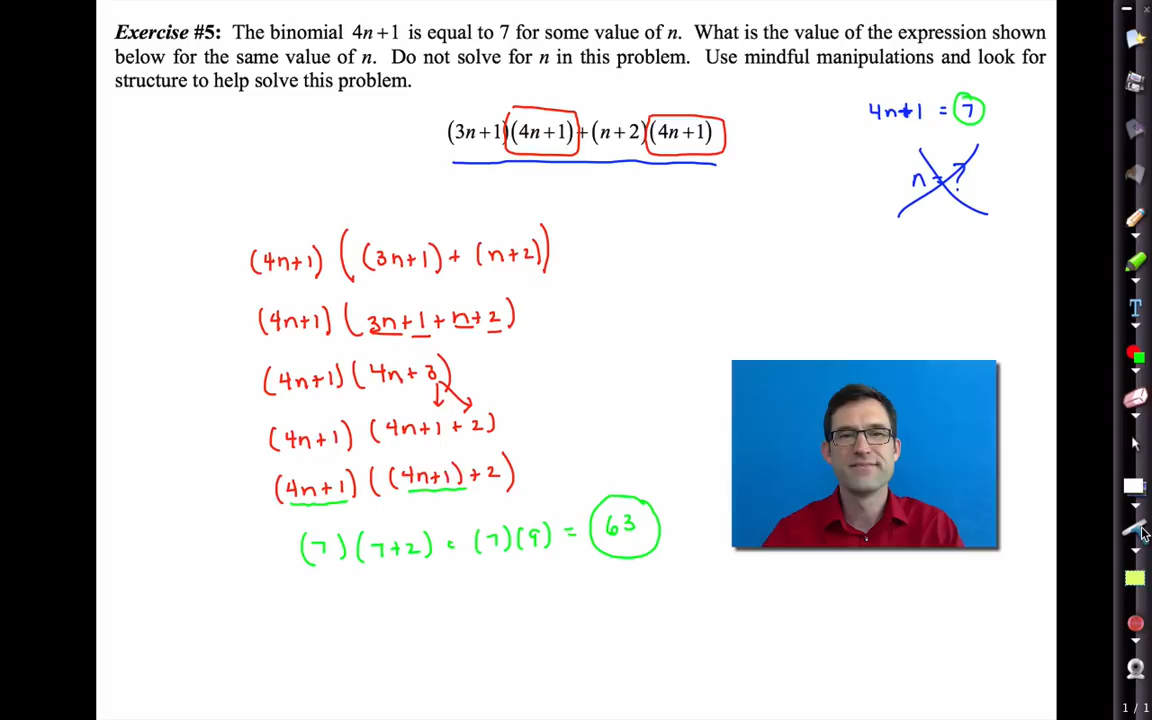 Exercise #5: The binomial 4n+1 is equal to 7 for some value of n. What is the value of the expression shown
below for the same value of n. Do not solve for n in this problem. Use mindful manipulations and look for
structure to help solve this problem.
4n+1 = 7
(3n+1)(4n+1)+(n+2)(4n+1)
n = ?
(4n+1) ((3n+1) + (n+2))
(4n+1) (3n+1 + n+2)
(4n+1)(4n+3)
(4n+1) (4n+1+2)
(4n+1) ((4n+1)+2)
(7)(7+2) = (7)(9) = 63
T
1 / 1